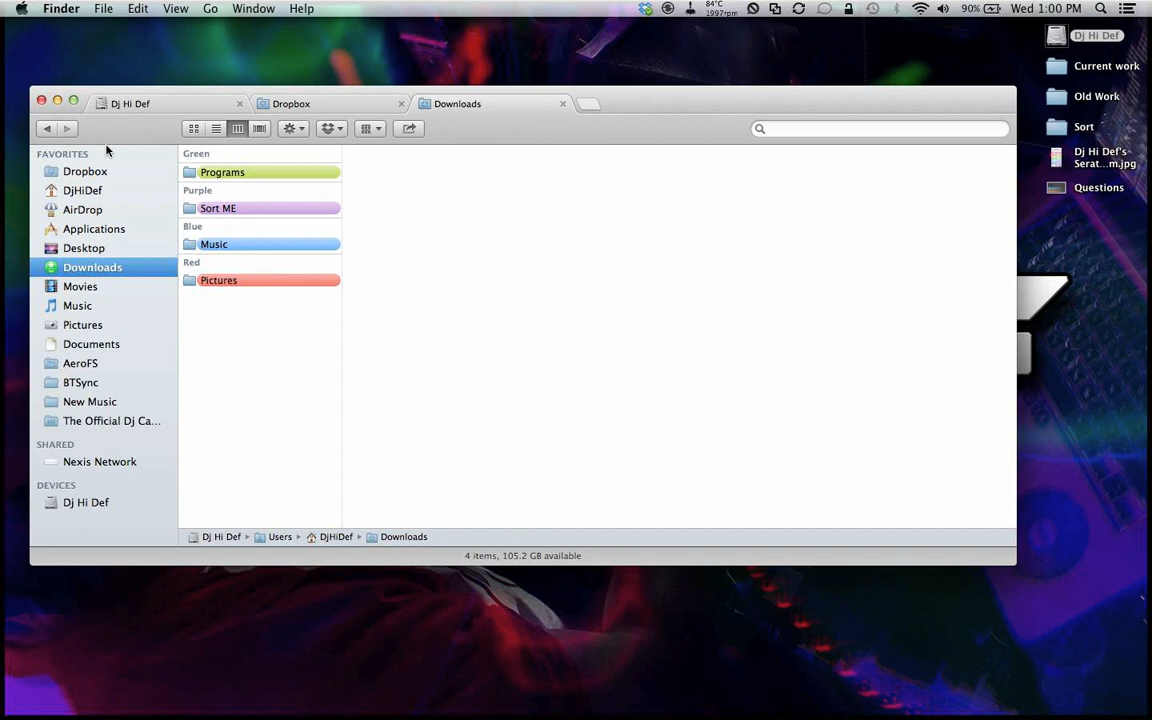 Finder File Edit View Go Window Help
84°C
1997rpm
90% Wed 1:00 PM
Dj Hi Def
Current work
Old Work
Sort
Dj Hi Def's
Serat...m.jpg
Questions
Dj Hi Def Dropbox Downloads
FAVORITES
Dropbox
DjHiDef
AirDrop
Applications
Desktop
Downloads
Movies
Music
Pictures
Documents
AeroFS
BTSync
New Music
The Official Dj Ca...
SHARED
Nexis Network
DEVICES
Dj Hi Def
Green
Programs
Purple
Sort ME
Blue
Music
Red
Pictures
Dj Hi Def Users DjHiDef Downloads
4 items, 105.2 GB available